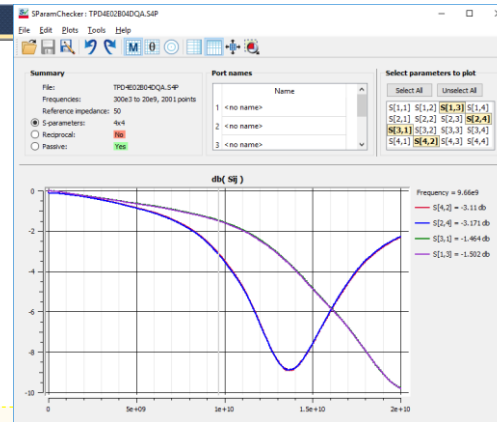 SParamChecker: TPD4E02B04DQA.S4P
File Edit Plots Tools Help
M θ
Summary
File: TPD4E02B04DQA.S4P
Frequencies: 300e3 to 20e9, 2001 points
Reference impedance: 50
S-parameters: 4x4
Reciprocal: No
Passive: Yes
Port names
Name
1 <no name>
2 <no name>
3 <no name>
Select parameters to plot
Select All Unselect All
S[1,1] S[1,2] S[1,3] S[1,4]
S[2,1] S[2,2] S[2,3] S[2,4]
S[3,1] S[3,2] S[3,3] S[3,4]
S[4,1] S[4,2] S[4,3] S[4,4]
db( Sij )
Frequency = 9.66e9
S[4,2] = -3.11 db
S[2,4] = -3.171 db
S[3,1] = -1.464 db
S[1,3] = -1.502 db
0
-2
-4
-6
-8
-10
0 5e+09 1e+10 1.5e+10 2e+10